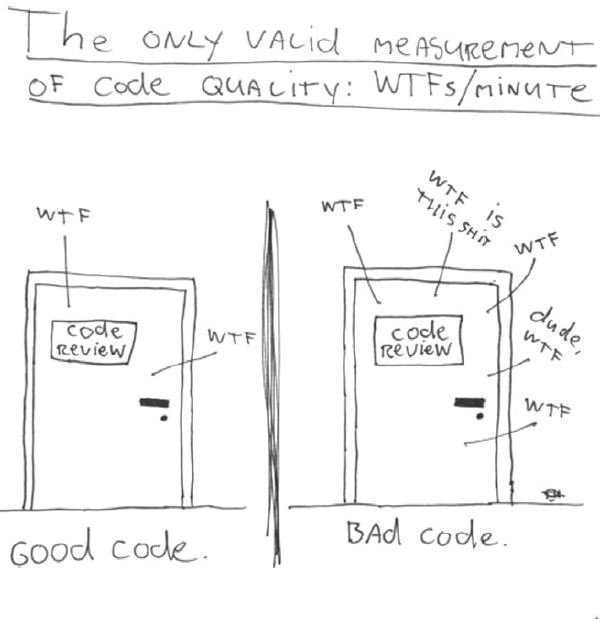 The ONLY VALID MEASUREMENT
OF Code QUALITY: WTFs/MINUTE
WTF
code
REVIEW
WTF
GOOD CODE.
WTF
WTF is
THIS SHIT
WTF
code
REVIEW
dude,
WTF
WTF
BAD code.